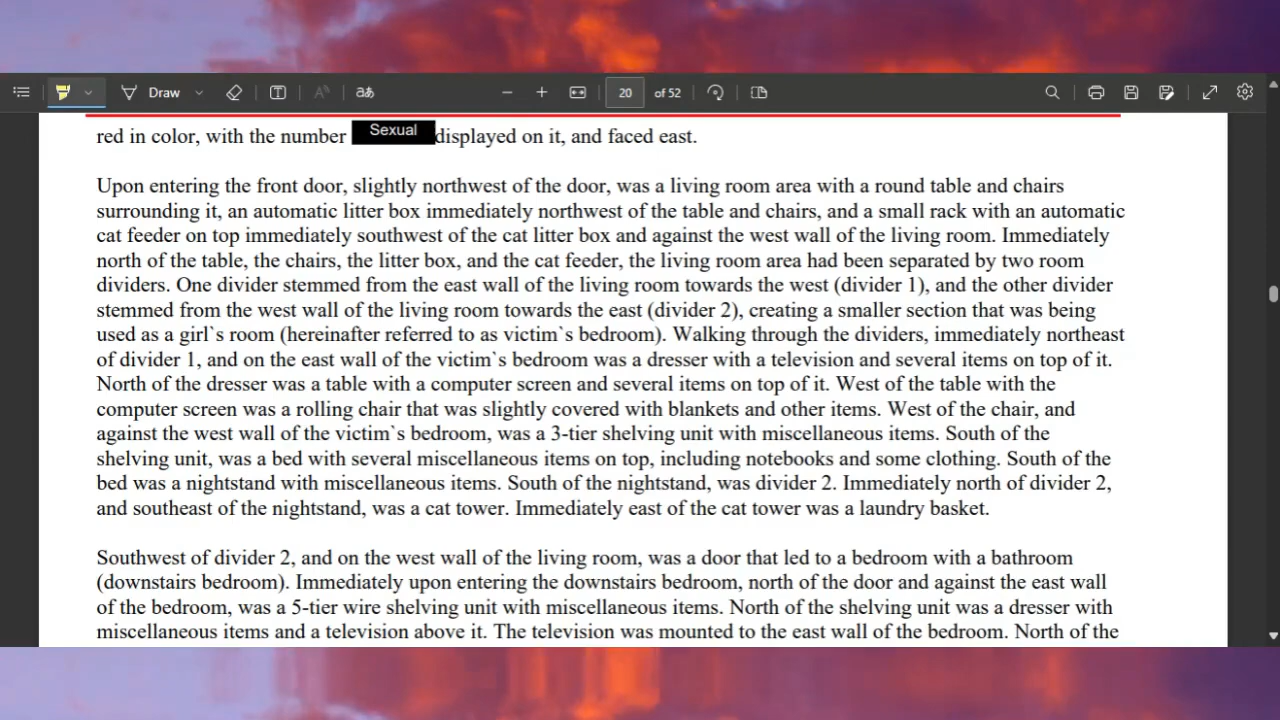 Draw
20
of 52
red in color, with the number Sexual displayed on it, and faced east.
Upon entering the front door, slightly northwest of the door, was a living room area with a round table and chairs
surrounding it, an automatic litter box immediately northwest of the table and chairs, and a small rack with an automatic
cat feeder on top immediately southwest of the cat litter box and against the west wall of the living room. Immediately
north of the table, the chairs, the litter box, and the cat feeder, the living room area had been separated by two room
dividers. One divider stemmed from the east wall of the living room towards the west (divider 1), and the other divider
stemmed from the west wall of the living room towards the east (divider 2), creating a smaller section that was being
used as a girl`s room (hereinafter referred to as victim`s bedroom). Walking through the dividers, immediately northeast
of divider 1, and on the east wall of the victim`s bedroom was a dresser with a television and several items on top of it.
North of the dresser was a table with a computer screen and several items on top of it. West of the table with the
computer screen was a rolling chair that was slightly covered with blankets and other items. West of the chair, and
against the west wall of the victim`s bedroom, was a 3-tier shelving unit with miscellaneous items. South of the
shelving unit, was a bed with several miscellaneous items on top, including notebooks and some clothing. South of the
bed was a nightstand with miscellaneous items. South of the nightstand, was divider 2. Immediately north of divider 2,
and southeast of the nightstand, was a cat tower. Immediately east of the cat tower was a laundry basket.
Southwest of divider 2, and on the west wall of the living room, was a door that led to a bedroom with a bathroom
(downstairs bedroom). Immediately upon entering the downstairs bedroom, north of the door and against the east wall
of the bedroom, was a 5-tier wire shelving unit with miscellaneous items. North of the shelving unit was a dresser with
miscellaneous items and a television above it. The television was mounted to the east wall of the bedroom. North of the